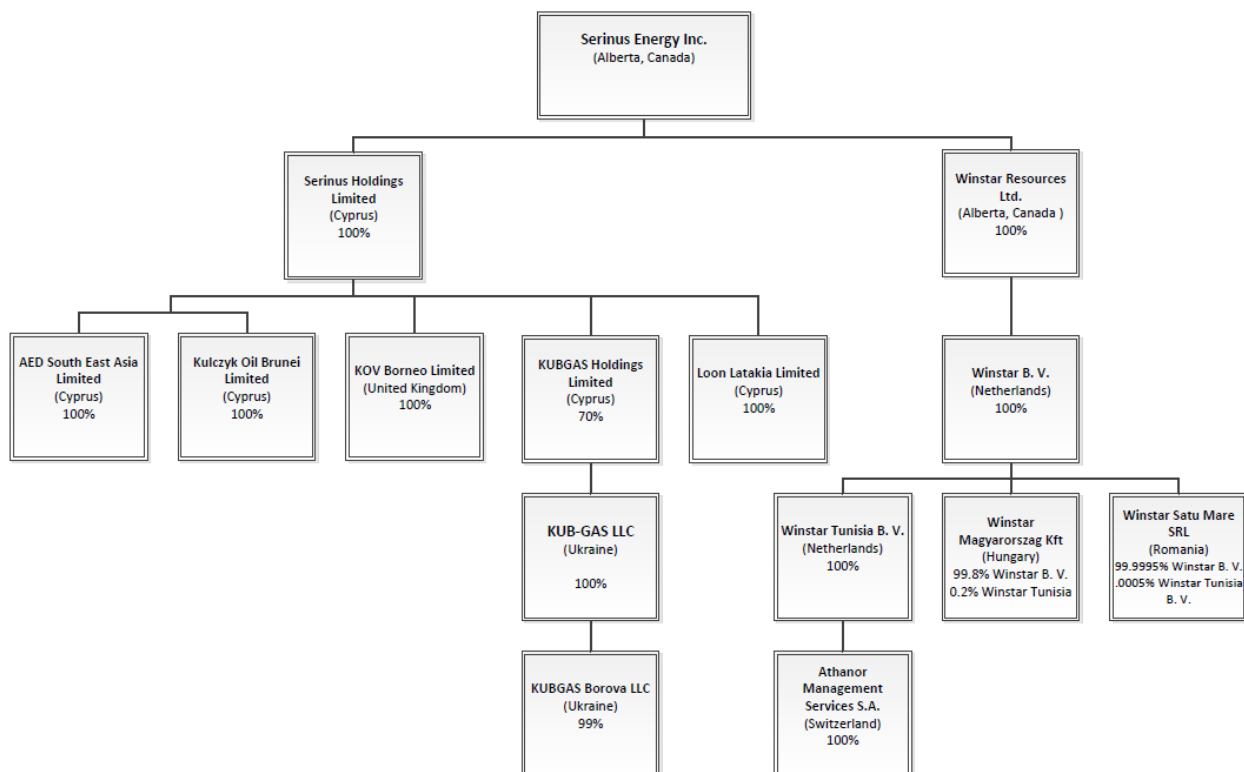 Serinus Energy Inc.
(Alberta, Canada)
Serinus Holdings
Limited
(Cyprus)
100%
Winstar Resources
Ltd.
(Alberta, Canada )
100%
AED South East Asia
Limited
(Cyprus)
100%
Kulczyk Oil Brunei
Limited
(Cyprus)
100%
KOV Borneo Limited
(United Kingdom)
100%
KUBGAS Holdings
Limited
(Cyprus)
70%
Loon Latakia Limited
(Cyprus)
100%
Winstar B. V.
(Netherlands)
100%
KUB-GAS LLC
(Ukraine)
100%
Winstar Tunisia B. V.
(Netherlands)
100%
Winstar
Magyarorszag Kft
(Hungary)
99.8% Winstar B. V.
0.2% Winstar Tunisia
Winstar Satu Mare
SRL
(Romania)
99.9995% Winstar B. V.
.0005% Winstar Tunisia
B. V.
KUBGAS Borova LLC
(Ukraine)
99%
Athanor
Management
Services S.A.
(Switzerland)
100%